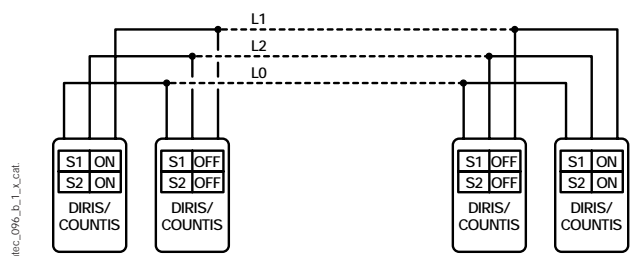 L1
L2
L0
S1 ON
S2 ON
DIRIS/
COUNTIS
S1 OFF
S2 OFF
DIRIS/
COUNTIS
S1 OFF
S2 OFF
DIRIS/
COUNTIS
S1 ON
S2 ON
DIRIS/
COUNTIS
tec_096_b_1_x_cat.